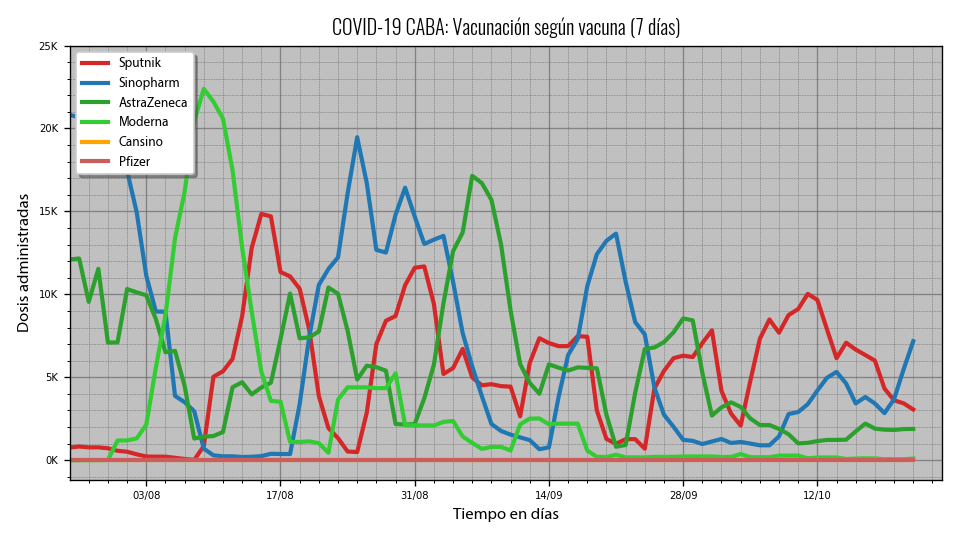 COVID-19 CABA: Vacunación según vacuna (7 días)
25K
20K
15K
10K
5K
0K
Dosis administradas
Sputnik
Sinopharm
AstraZeneca
Moderna
Cansino
Pfizer
03/08 17/08 31/08 14/09 28/09 12/10
Tiempo en días